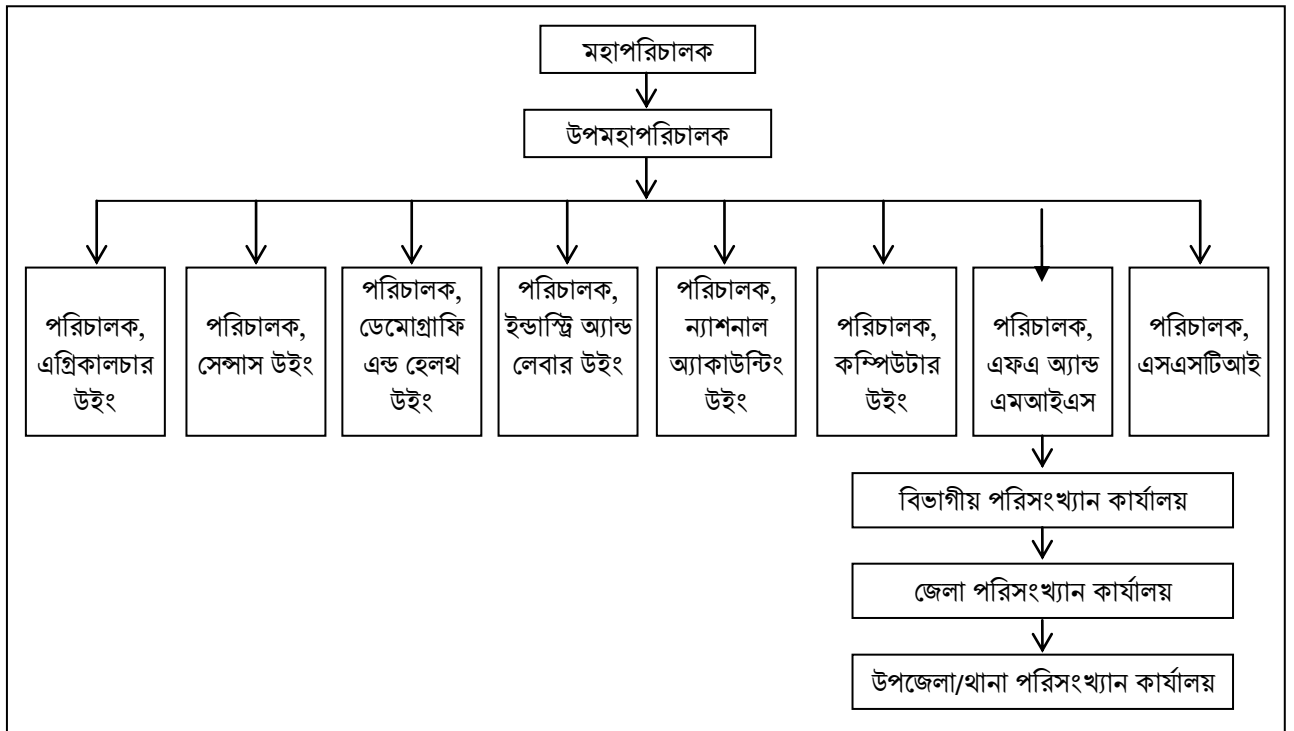 মহাপরিচালক
উপমহাপরিচালক
পরিচালক,
এগ্রিকালচার
উইং
পরিচালক,
সেন্সাস উইং
পরিচালক,
ডেমোগ্রাফি
এন্ড হেলথ
উইং
পরিচালক,
ইন্ডাস্ট্রি অ্যান্ড
লেবার উইং
পরিচালক,
ন্যাশনাল
অ্যাকাউন্টিং
উইং
পরিচালক,
কম্পিউটার
উইং
পরিচালক,
এফএ অ্যান্ড
এমআইএস
পরিচালক,
এসএসটিআই
বিভাগীয় পরিসংখ্যান কার্যালয়
জেলা পরিসংখ্যান কার্যালয়
উপজেলা/থানা পরিসংখ্যান কার্যালয়